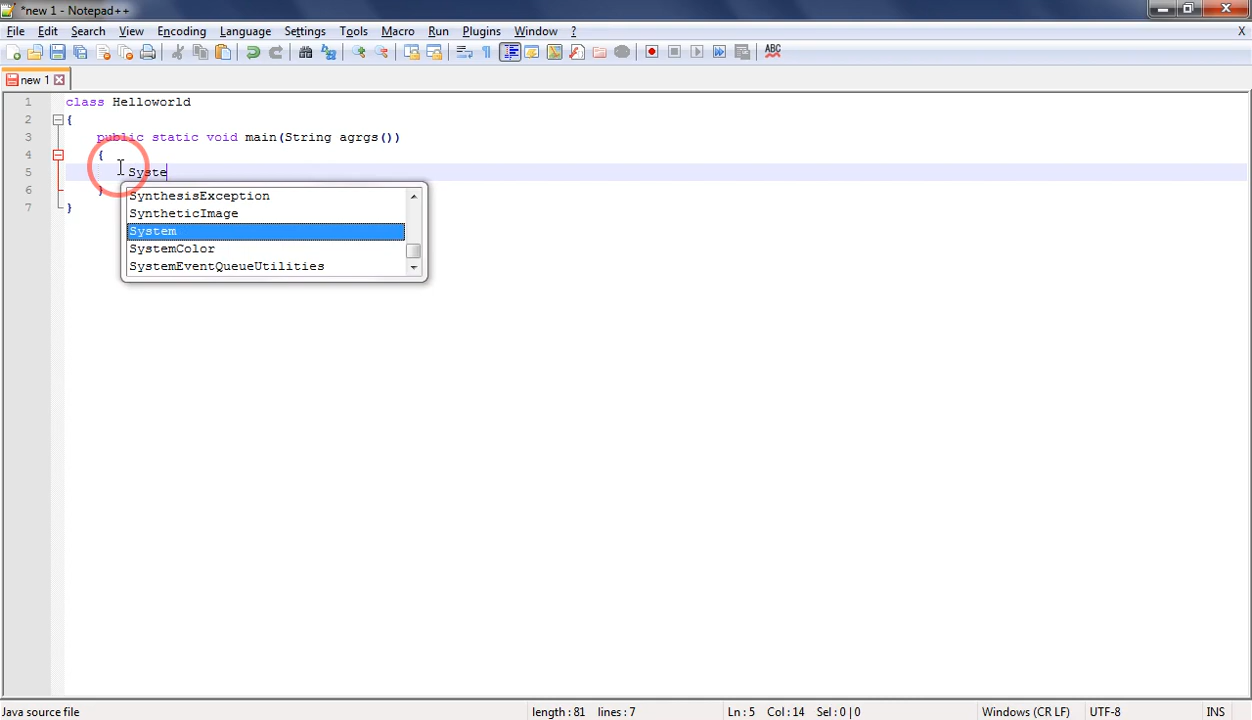 *new 1 - Notepad++
File Edit Search View Encoding Language Settings Tools Macro Run Plugins Window ? X
ABC
new 1
1 class Helloworld
2 {
3 public static void main(String agrgs())
4 {
5 Syste
6 }
7 }
SynthesisException
SyntheticImage
System
SystemColor
SystemEventQueueUtilities
Java source file length : 81 lines : 7 Ln : 5 Col : 14 Sel : 0 | 0 Windows (CR LF) UTF-8 INS